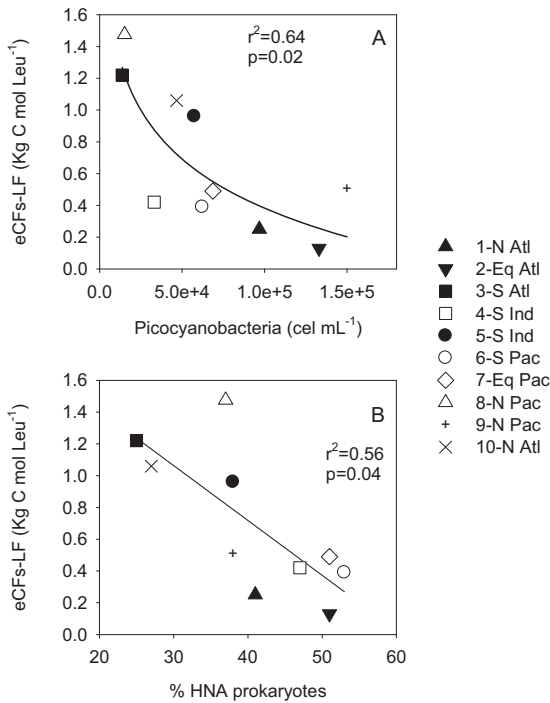 1.6
1.4
1.2
1.0
0.8
0.6
0.4
0.2
0.0
eCFs-LF (Kg C mol Leu⁻¹)
r²=0.64
p=0.02
A
0.0
5.0e+4
1.0e+5
1.5e+5
Picocyanobacteria (cel mL⁻¹)
1-N Atl
2-Eq Atl
3-S Atl
4-S Ind
5-S Ind
6-S Pac
7-Eq Pac
8-N Pac
9-N Pac
10-N Atl
1.6
1.4
1.2
1.0
0.8
0.6
0.4
0.2
0.0
eCFs-LF (Kg C mol Leu⁻¹)
B
r²=0.56
p=0.04
20
30
40
50
60
% HNA prokaryotes